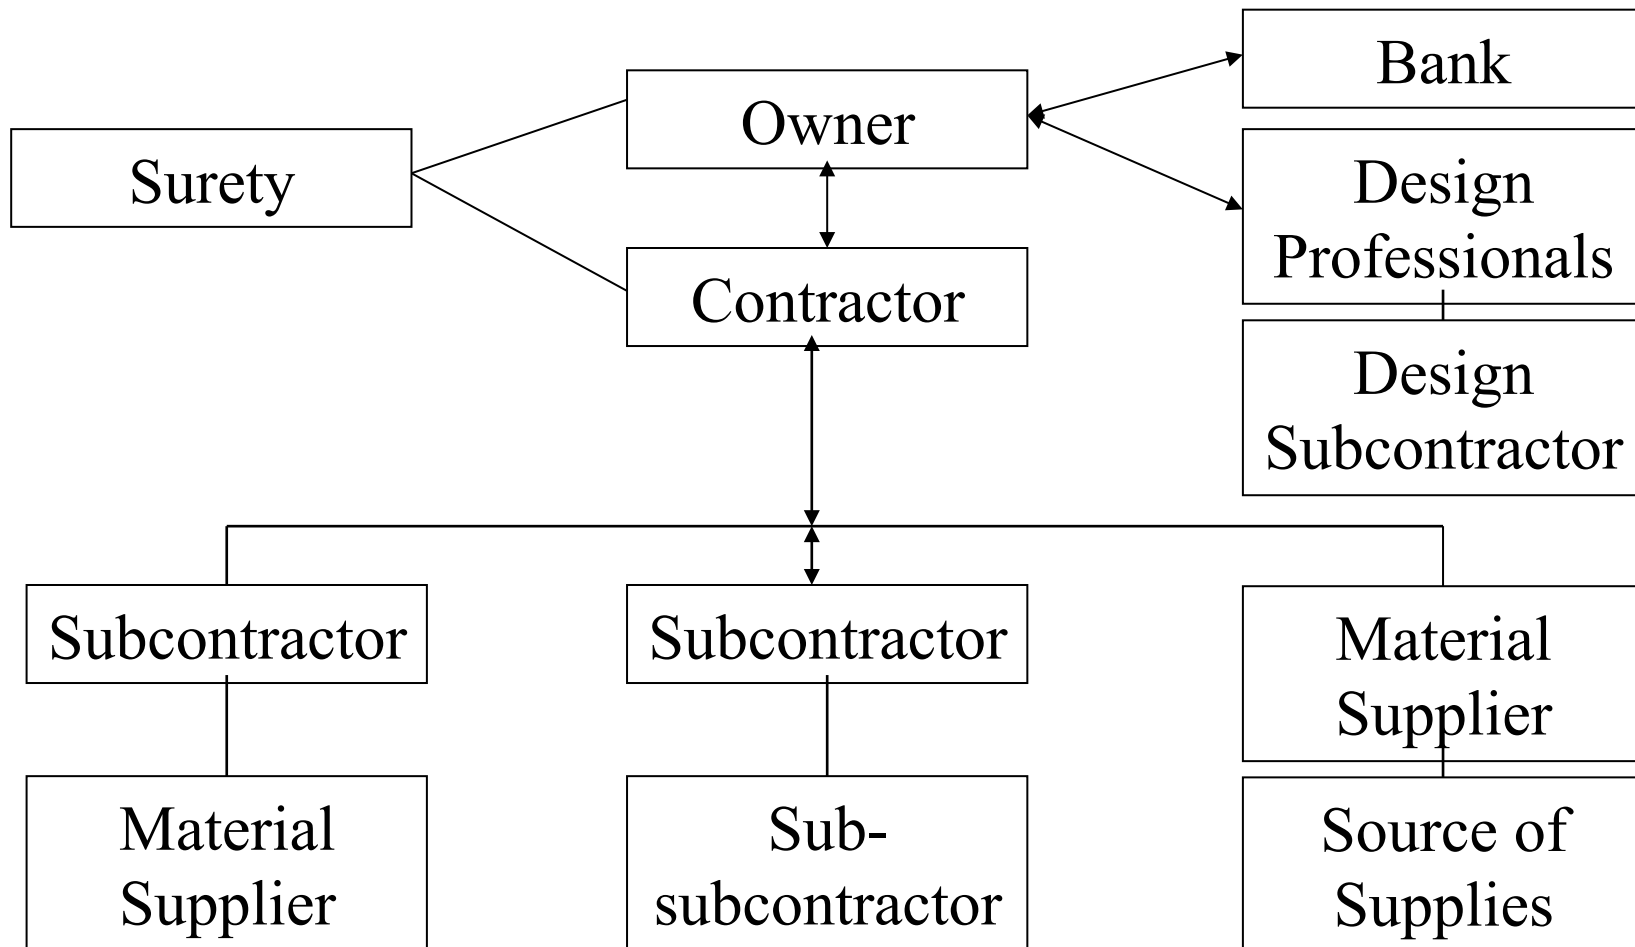 Bank
Owner
Surety
Design
Professionals
Contractor
Design
Subcontractor
Subcontractor
Subcontractor
Material
Supplier
Material
Supplier
Sub-
subcontractor
Source of
Supplies